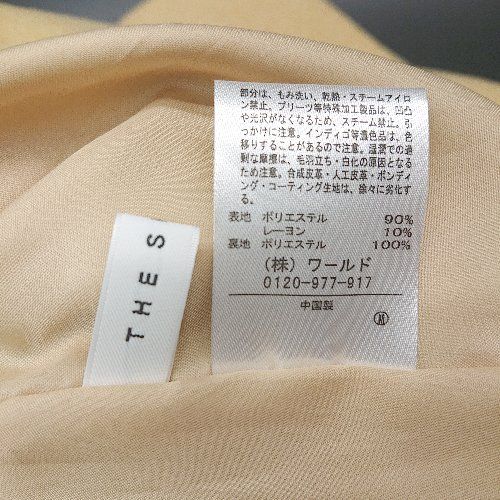 部分は、もみ洗い、乾熱・スチームアイロ
ン禁止。プリーツ等特殊加工製品は、凹凸
や光沢がなくなるため、スチーム禁止。引
っかけに注意。インディゴ等濃色品は、色
移りすることがあるので注意。湿潤での過
剰な摩擦は、毛羽立ち・白化の原因となる
ため注意。合成皮革・人工皮革・ボンディ
ング・コーティング生地は、徐々に劣化す
る。
表地 ポリエステル 90%
レーヨン 10%
裏地 ポリエステル 100%
(株) ワールド
0120-977-917
中国製
THE S